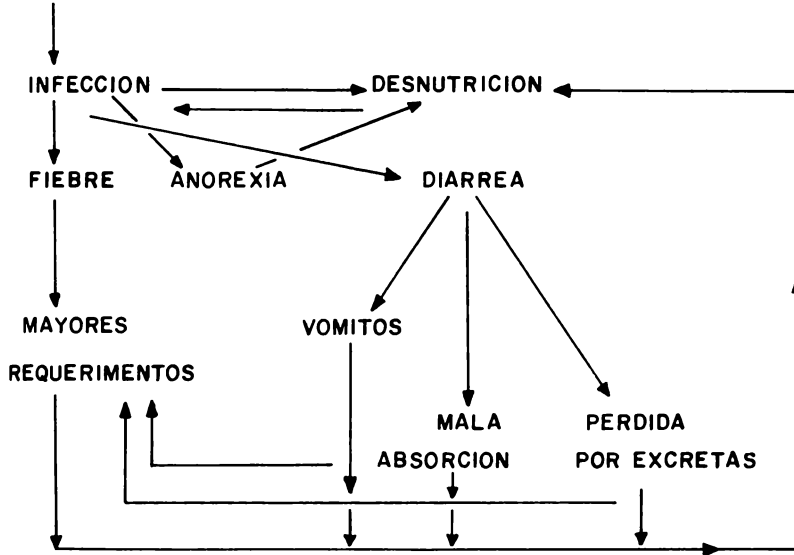 INFECCION
DESNUTRICION
FIEBRE
ANOREXIA
DIARREA
MAYORES
REQUERIMENTOS
VOMITOS
MALA
ABSORCION
PERDIDA
POR EXCRETAS